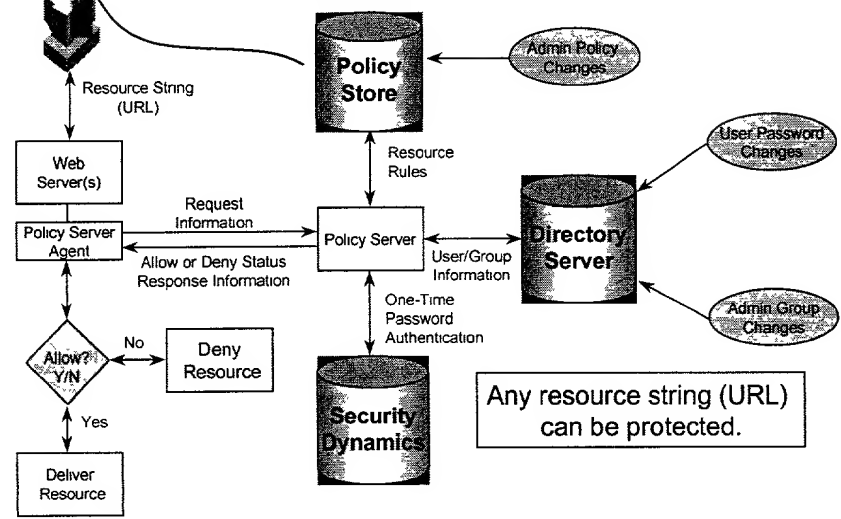 Policy
Store
Admin Policy
Changes
Resource String
(URL)
User Password
Changes
Web
Server(s)
Resource
Rules
Request
Information
Policy Server
Agent
Policy Server
Directory
Server
Allow or Deny Status
Response Information
User/Group
Information
One-Time
Password
Authentication
Admin Group
Changes
Allow?
Y/N
No
Deny
Resource
Security
Dynamics
Any resource string (URL)
can be protected.
Yes
Deliver
Resource